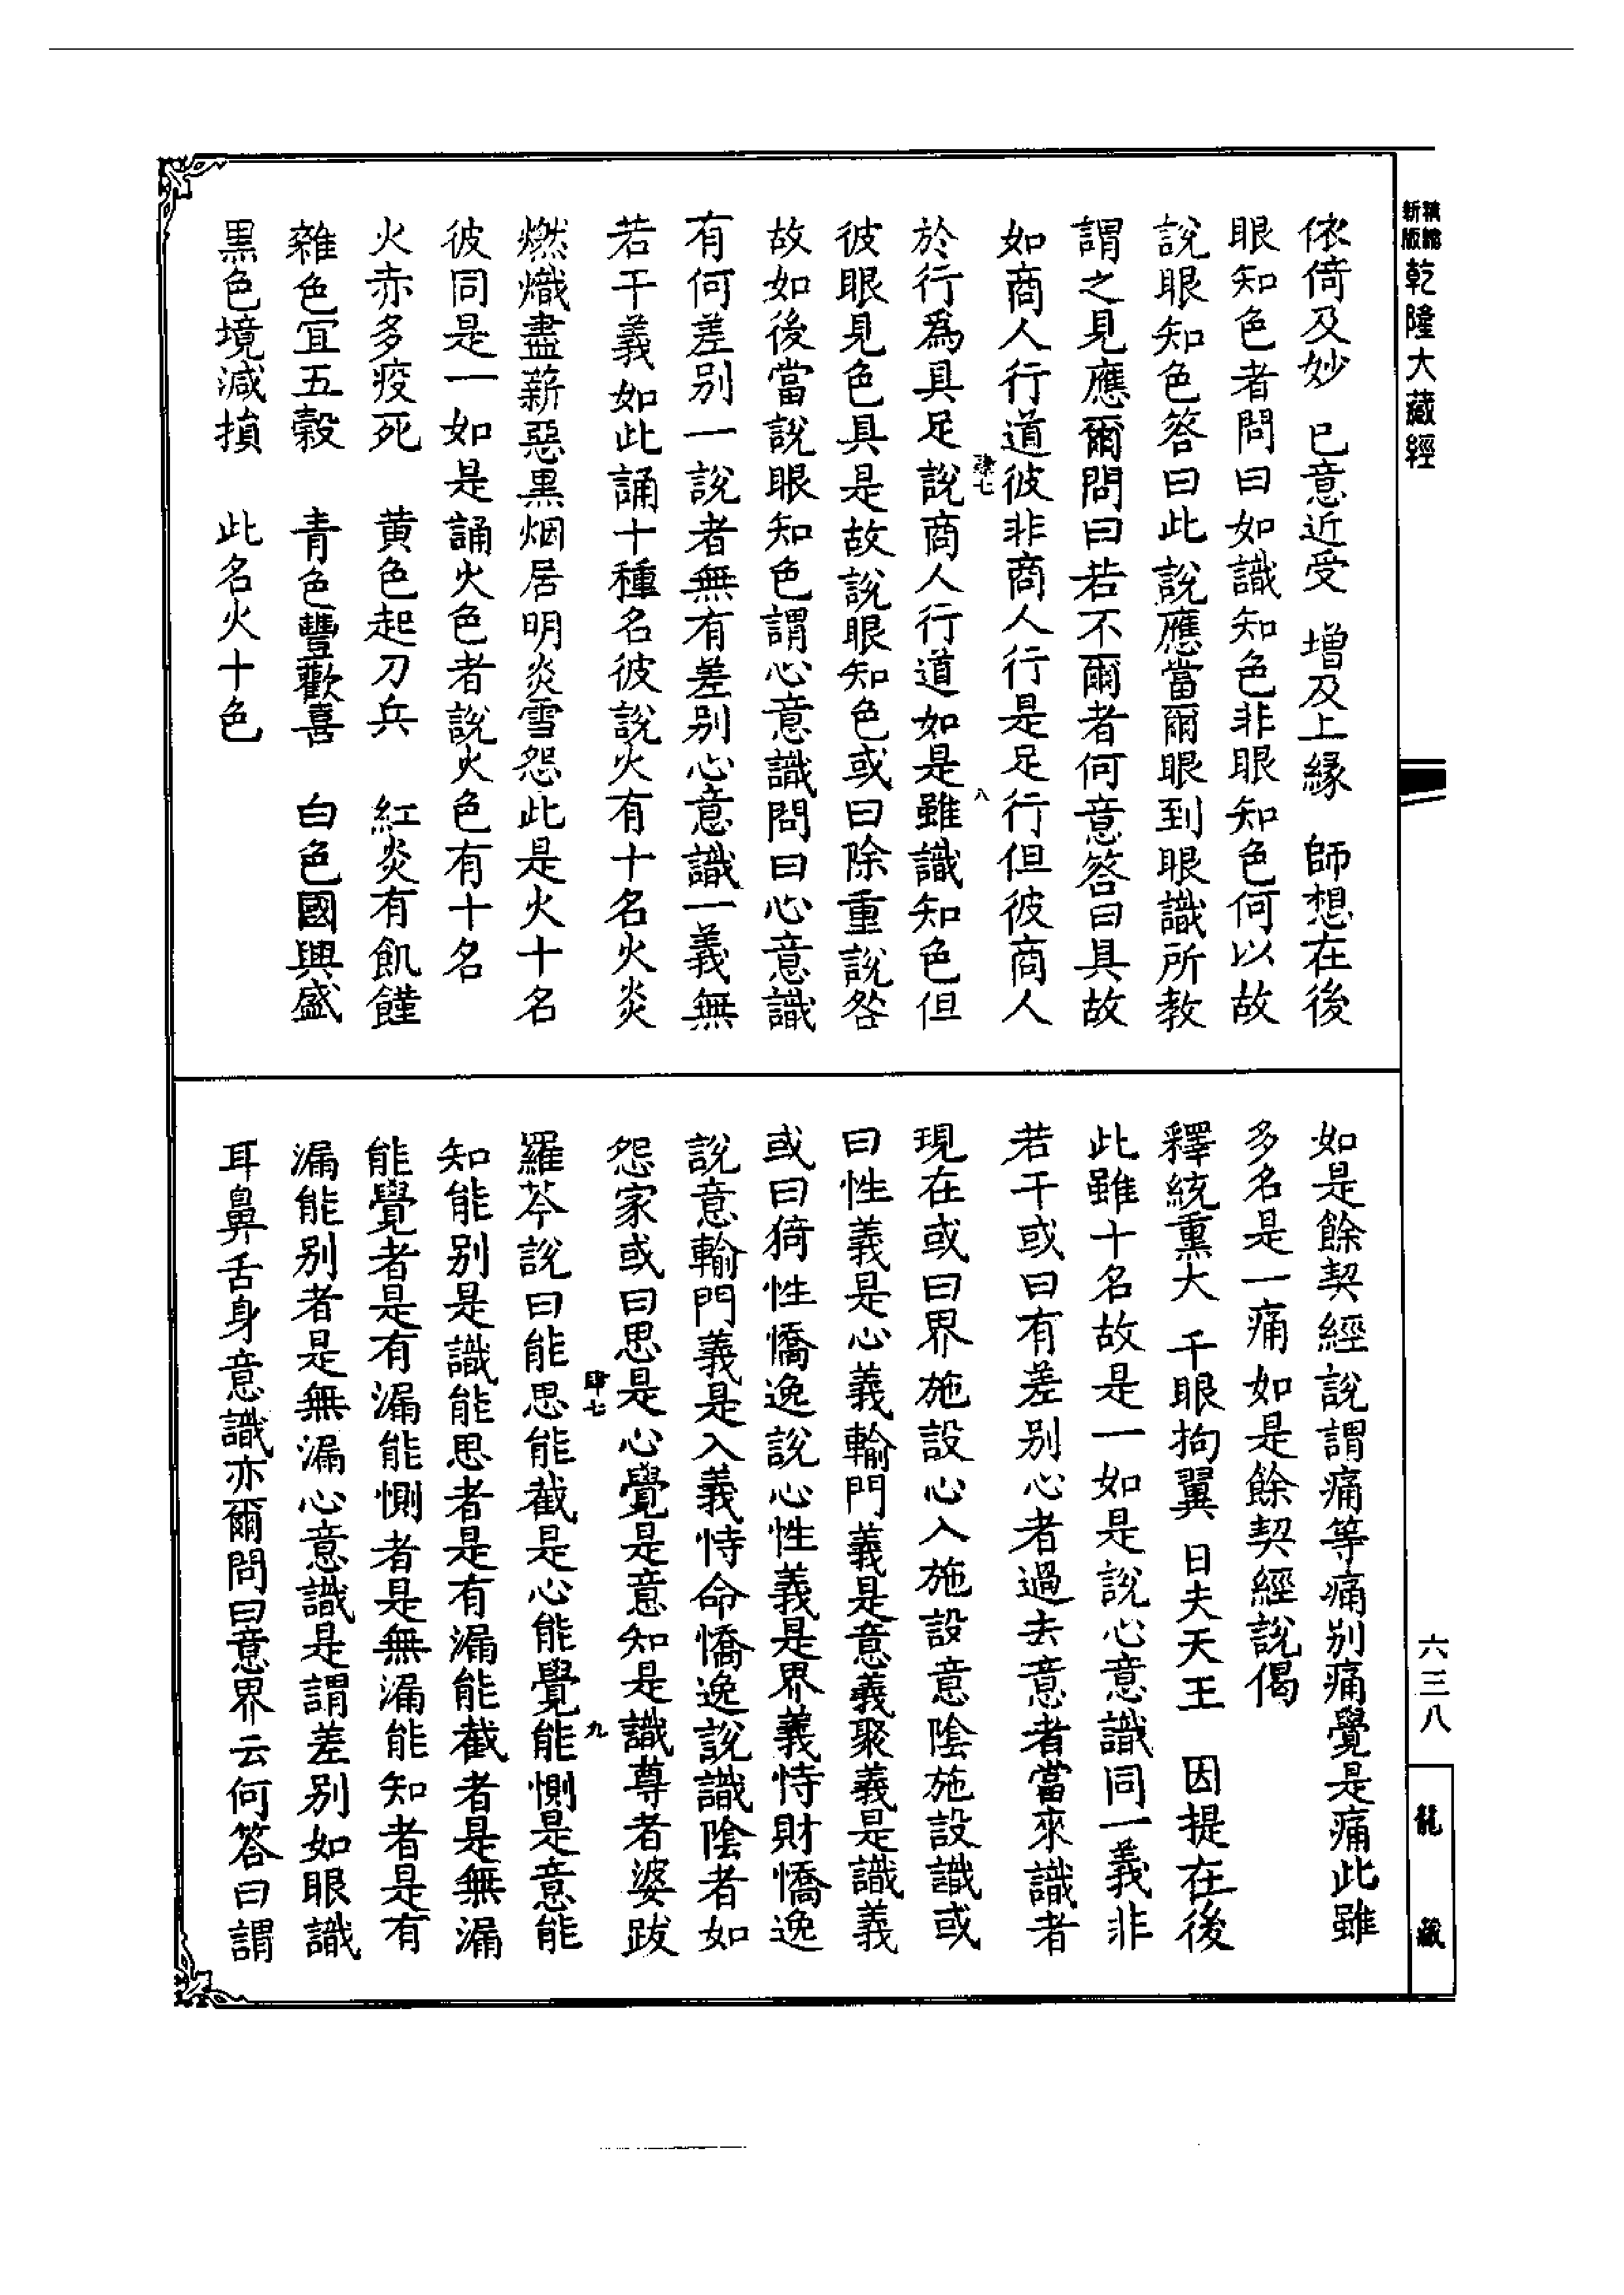 精縮新版乾隆大藏經
依倚及妙　已意近受　增及上緣　師想在後
眼知色者問曰如識知色非眼知色何以故
說眼知色答曰此說應當爾眼到眼識所教
謂之見應爾問曰若不爾者何意答曰具故
如商人行道彼非商人行是足行但彼商人
於行為具足說商人行道如是雖識知色但
彼眼見色具是故說眼知色或曰除重說咎
故如後當說眼知色謂心意識問曰心意識
有何差別一說者無有差別心意識一義無
若干義如此誦十種名彼說火有十名火炎
燃熾盡薪惡黑烟居明炎雪怨此是火十名
彼同是一如是誦火色者說火色有十名
火赤多疫死　黃色起刀兵　紅炎有飢饉
雜色宜五穀　青色豐歡喜　白色國興盛
黑色境減損　此名火十色
肆七
八
如是餘契經說謂痛等痛別痛覺是痛此雖
多名是一痛如是餘契經說偈
釋統熏大　千眼拘翼　日夫天王　因提在後
此雖十名故是一如是說心意識同一義非
若干或曰有差別心者過去意者當來識者
現在或曰界施設心入施設意陰施設識或
曰性義是心義輸門義是意義聚義是識義
或曰猗性憍逸說心性義是界義恃財憍逸
說意輸門義是入義恃命憍逸說識陰者如
怨家或曰思是心覺是意知是識尊者婆跋
羅芩說曰能思能截是心能覺能惻是意能
知能別是識能思者是有漏能截者是無漏
能覺者是有漏能惻者是無漏能知者是有
漏能別者是無漏心意識是謂差別如眼識
耳鼻舌身意識亦爾問曰意界云何答曰謂
肆七
九
六三八
龍藏